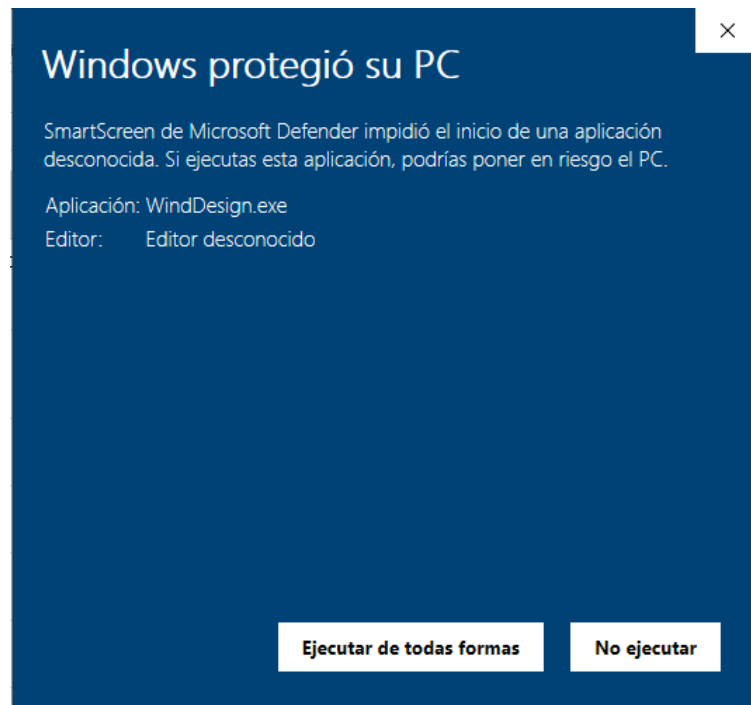 Windows protegió su PC
SmartScreen de Microsoft Defender impidió el inicio de una aplicación
desconocida. Si ejecutas esta aplicación, podrías poner en riesgo el PC.
Aplicación: WindDesign.exe
Editor: Editor desconocido
Ejecutar de todas formas No ejecutar